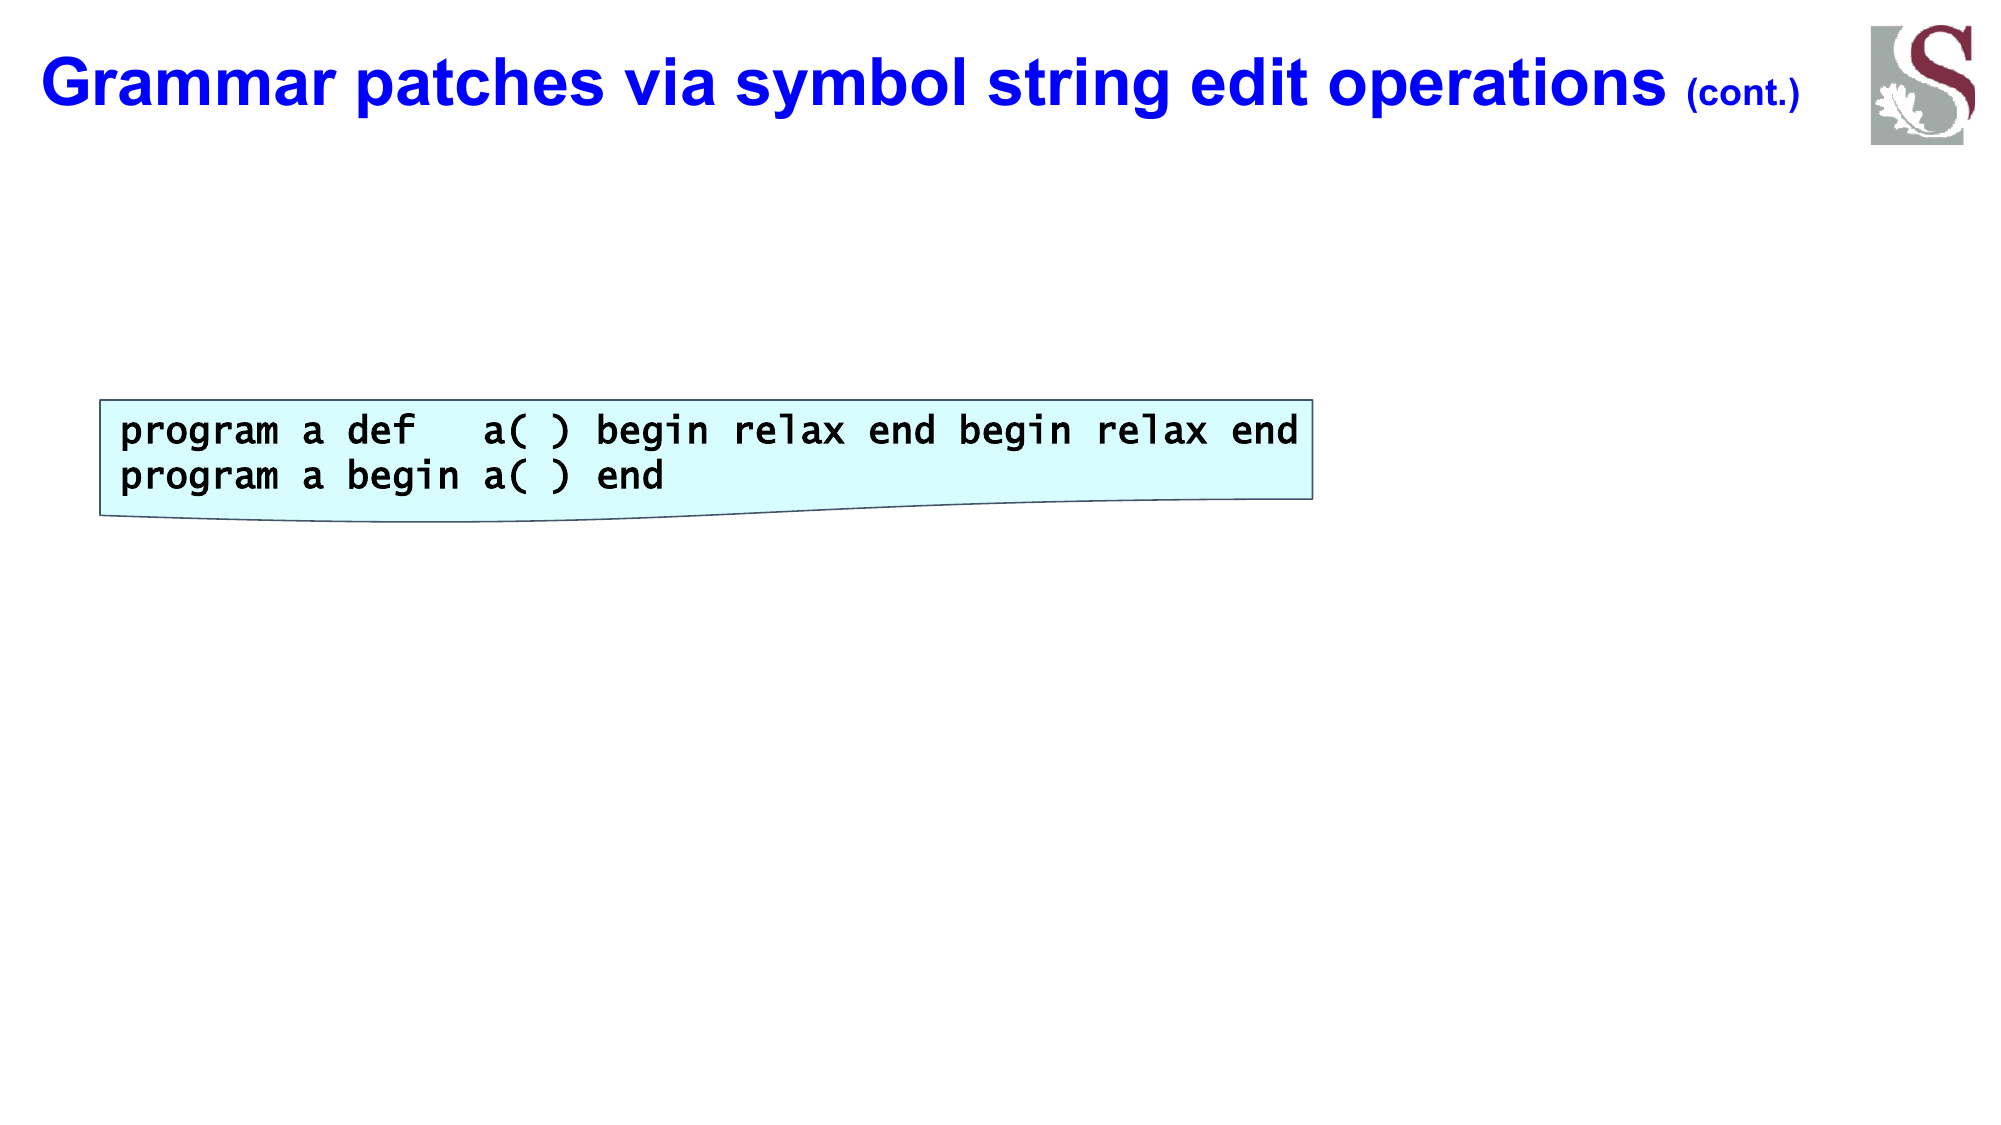 Grammar patches via symbol string edit operations (cont.)
program a def   a( ) begin relax end begin relax end
program a begin a( ) end